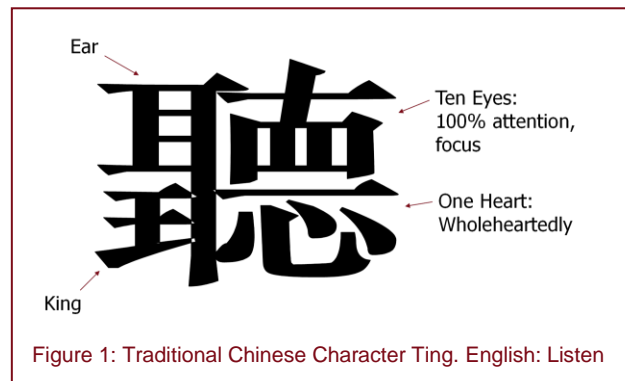 Ear
聽
Ten Eyes:
100% attention,
focus
One Heart:
Wholeheartedly
King
Figure 1: Traditional Chinese Character Ting. English: Listen